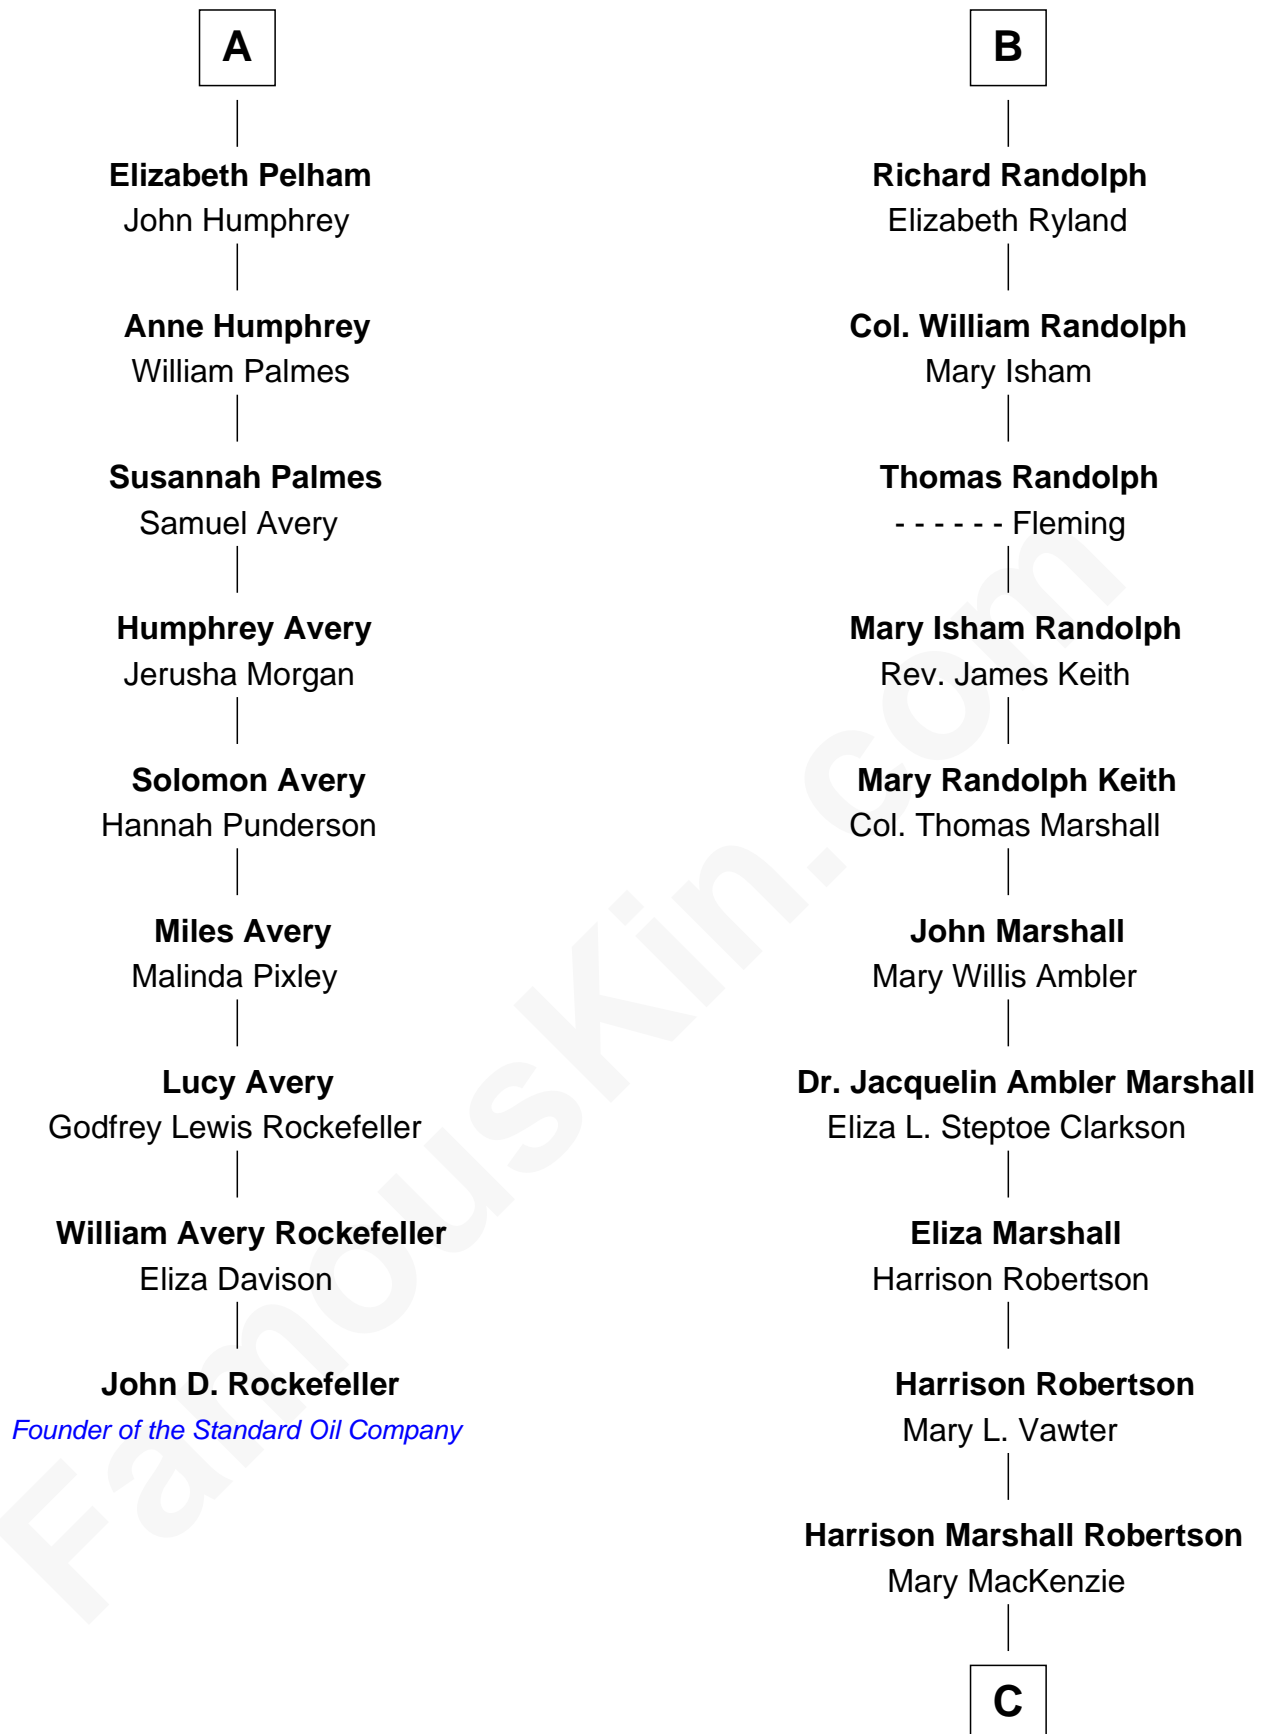 A
Elizabeth Pelham
John Humphrey
Anne Humphrey
William Palmes
Susannah Palmes
Samuel Avery
Humphrey Avery
Jerusha Morgan
Solomon Avery
Hannah Punderson
Miles Avery
Malinda Pixley
Lucy Avery
Godfrey Lewis Rockefeller
William Avery Rockefeller
Eliza Davison
John D. Rockefeller
Founder of the Standard Oil Company
B
Richard Randolph
Elizabeth Ryland
Col. William Randolph
Mary Isham
Thomas Randolph
- - - - - - Fleming
Mary Isham Randolph
Rev. James Keith
Mary Randolph Keith
Col. Thomas Marshall
John Marshall
Mary Willis Ambler
Dr. Jacquelin Ambler Marshall
Eliza L. Steptoe Clarkson
Eliza Marshall
Harrison Robertson
Harrison Robertson
Mary L. Vawter
Harrison Marshall Robertson
Mary MacKenzie
C
FamousKin.com